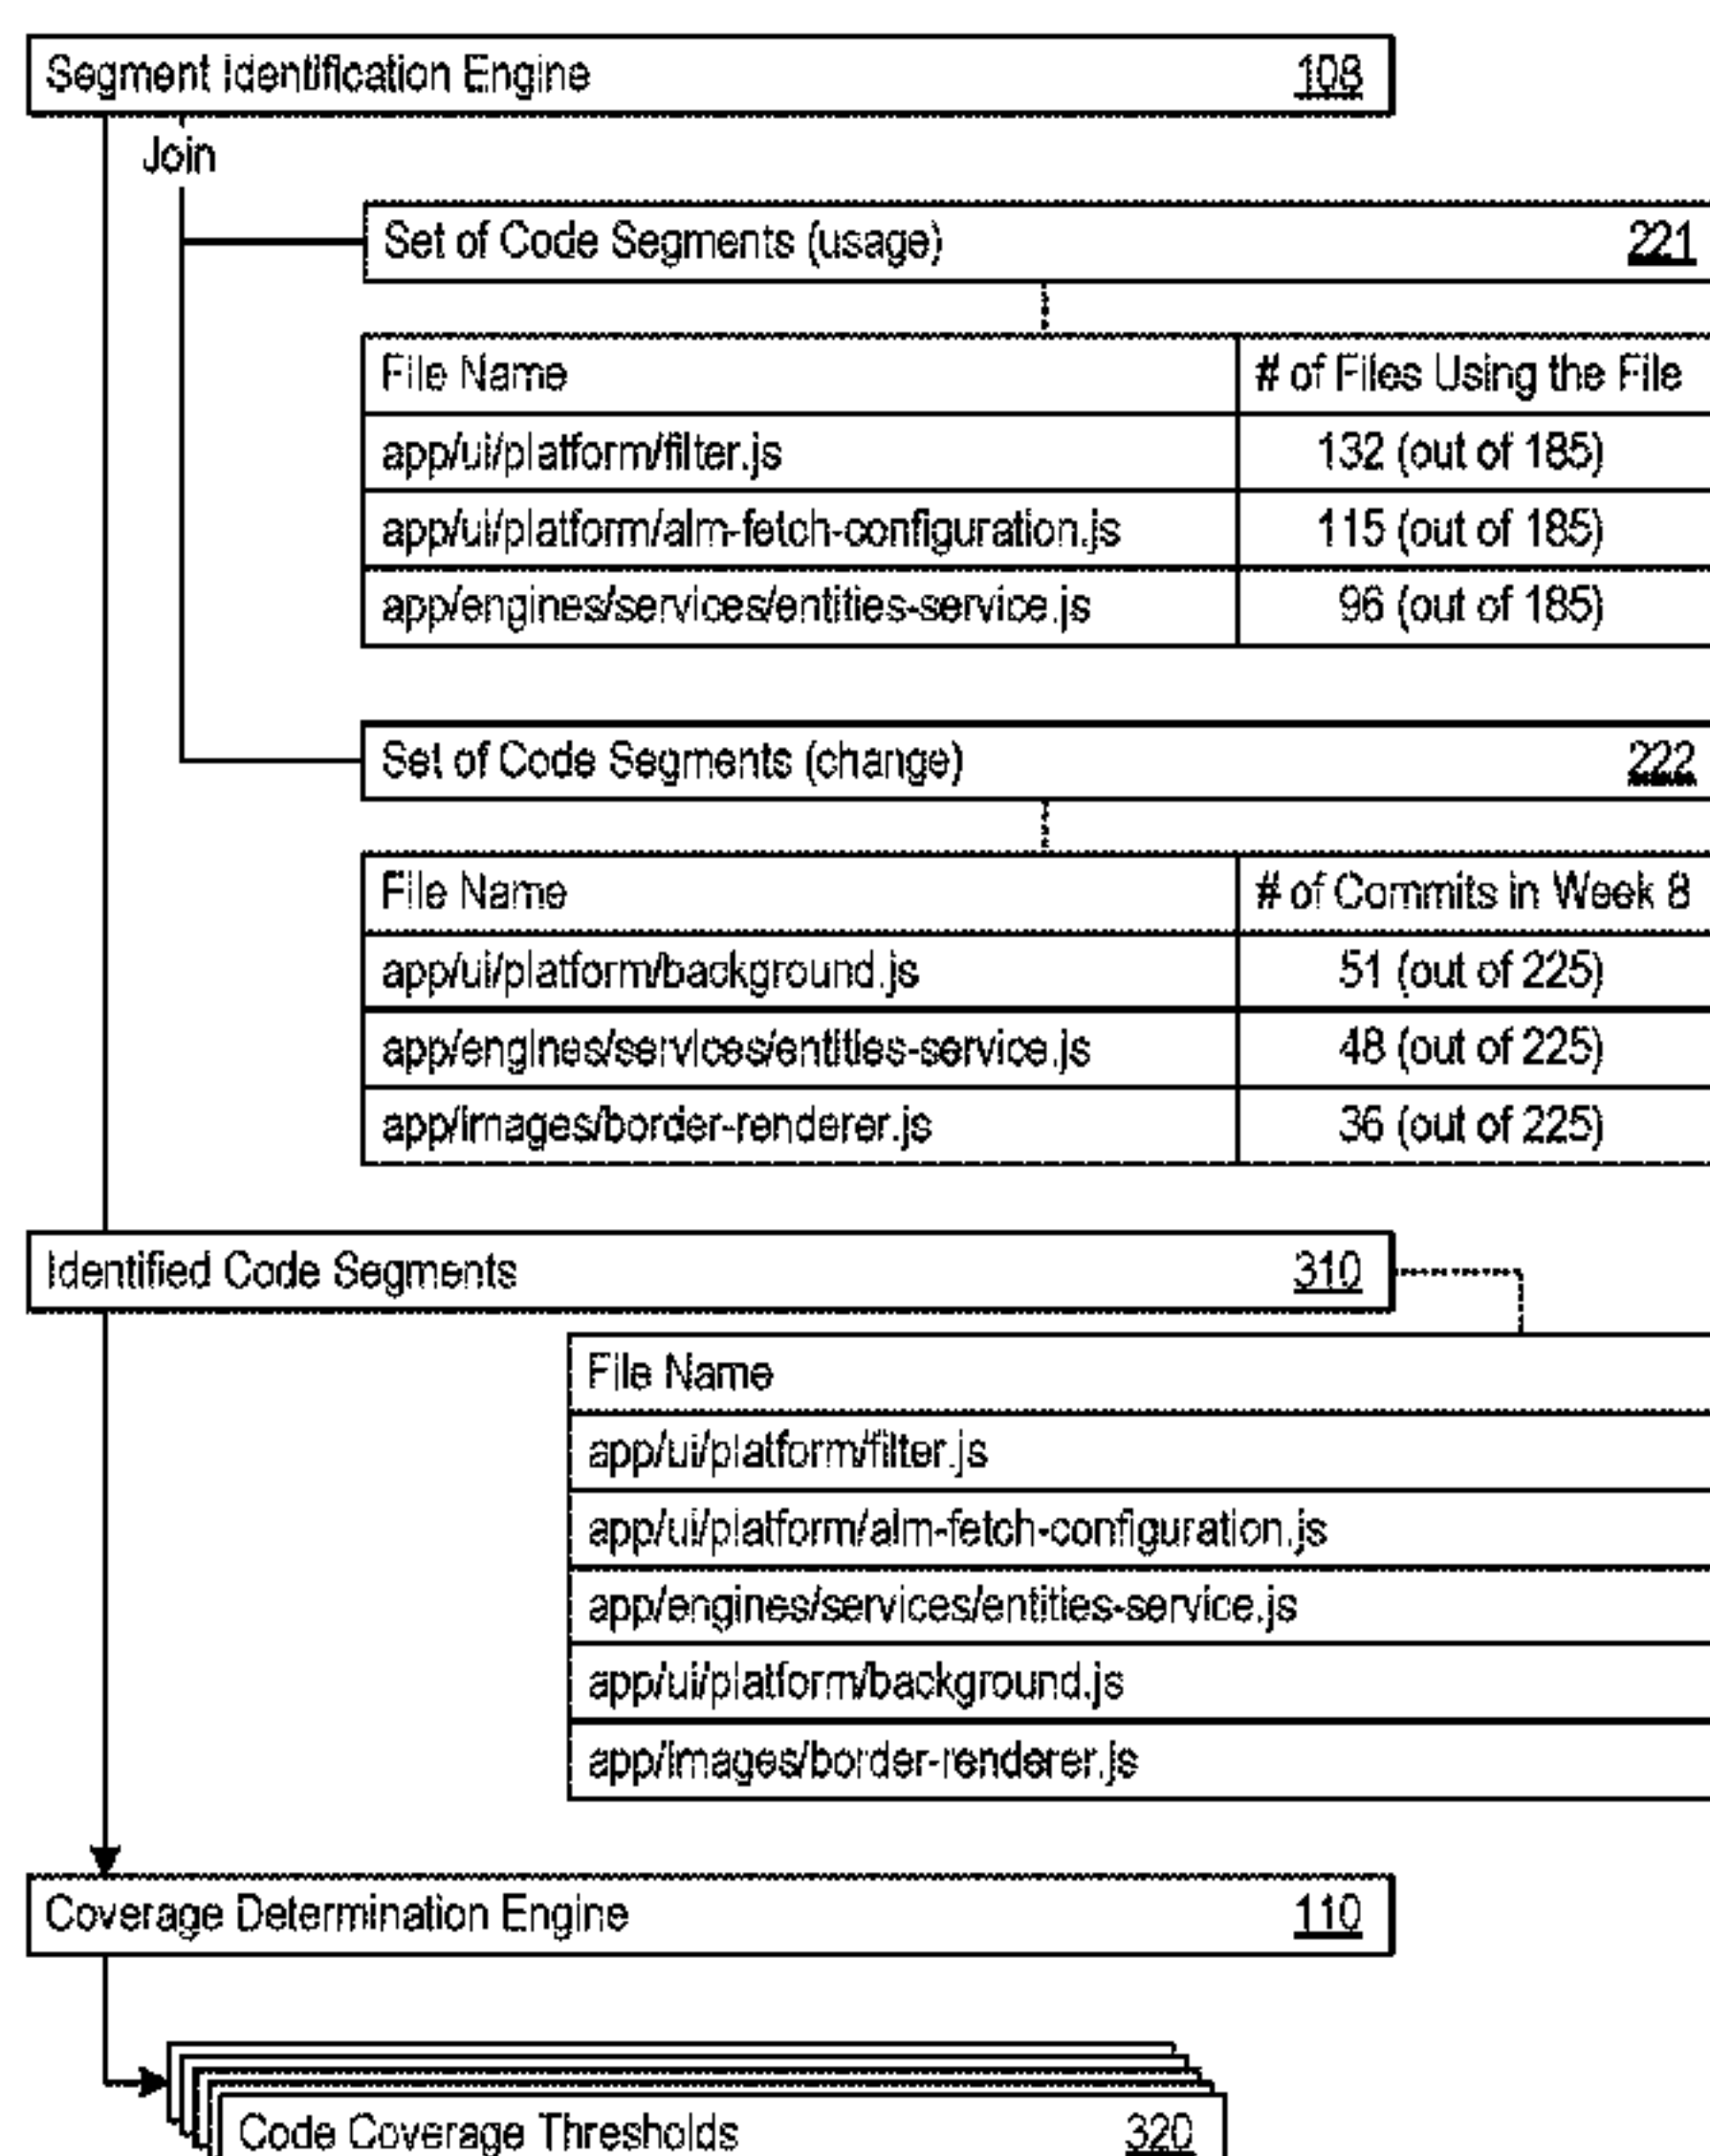 Segment Identification Engine 108
Join
Set of Code Segments (usage) 221
File Name # of Files Using the File
app/ui/platform/filter.js 132 (out of 185)
app/ui/platform/alm-fetch-configuration.js 115 (out of 185)
app/engines/services/entities-service.js 96 (out of 185)
Set of Code Segments (change) 222
File Name # of Commits in Week 8
app/ui/platform/background.js 51 (out of 225)
app/engines/services/entities-service.js 48 (out of 225)
app/images/border-renderer.js 36 (out of 225)
Identified Code Segments 310
File Name
app/ui/platform/filter.js
app/ui/platform/alm-fetch-configuration.js
app/engines/services/entities-service.js
app/ui/platform/background.js
app/images/border-renderer.js
Coverage Determination Engine 110
Code Coverage Thresholds 320